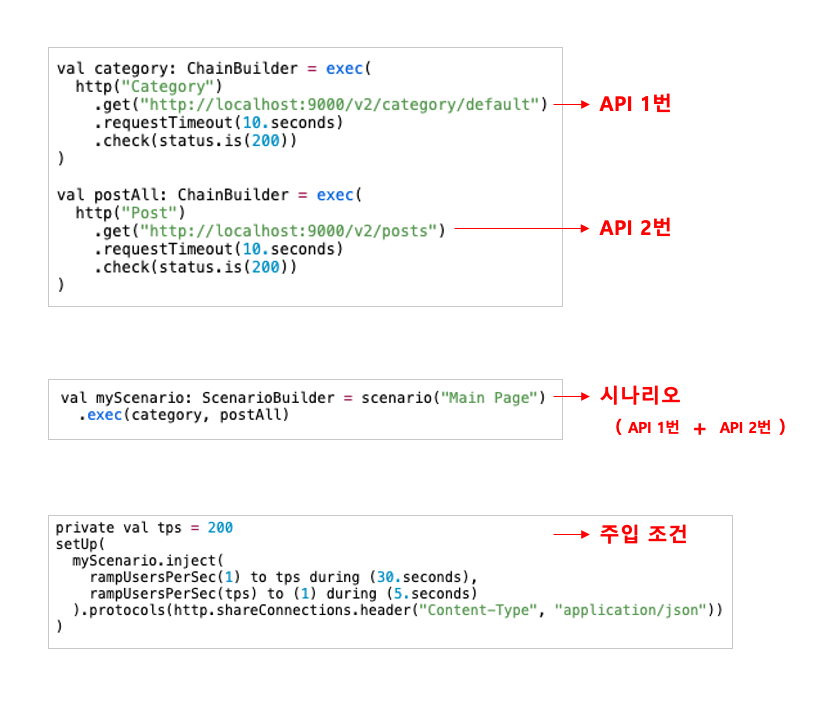 val category: ChainBuilder = exec(
  http("Category")
    .get("http://localhost:9000/v2/category/default") API 1번
    .requestTimeout(10.seconds)
    .check(status.is(200))
)
val postAll: ChainBuilder = exec(
  http("Post")
    .get("http://localhost:9000/v2/posts") API 2번
    .requestTimeout(10.seconds)
    .check(status.is(200))
)
val myScenario: ScenarioBuilder = scenario("Main Page") 시나리오
  .exec(category, postAll)
( API 1번 + API 2번 )
private val tps = 200 주입 조건
setUp(
  myScenario.inject(
    rampUsersPerSec(1) to tps during (30.seconds),
    rampUsersPerSec(tps) to (1) during (5.seconds)
  ).protocols(http.shareConnections.header("Content-Type", "application/json"))
)